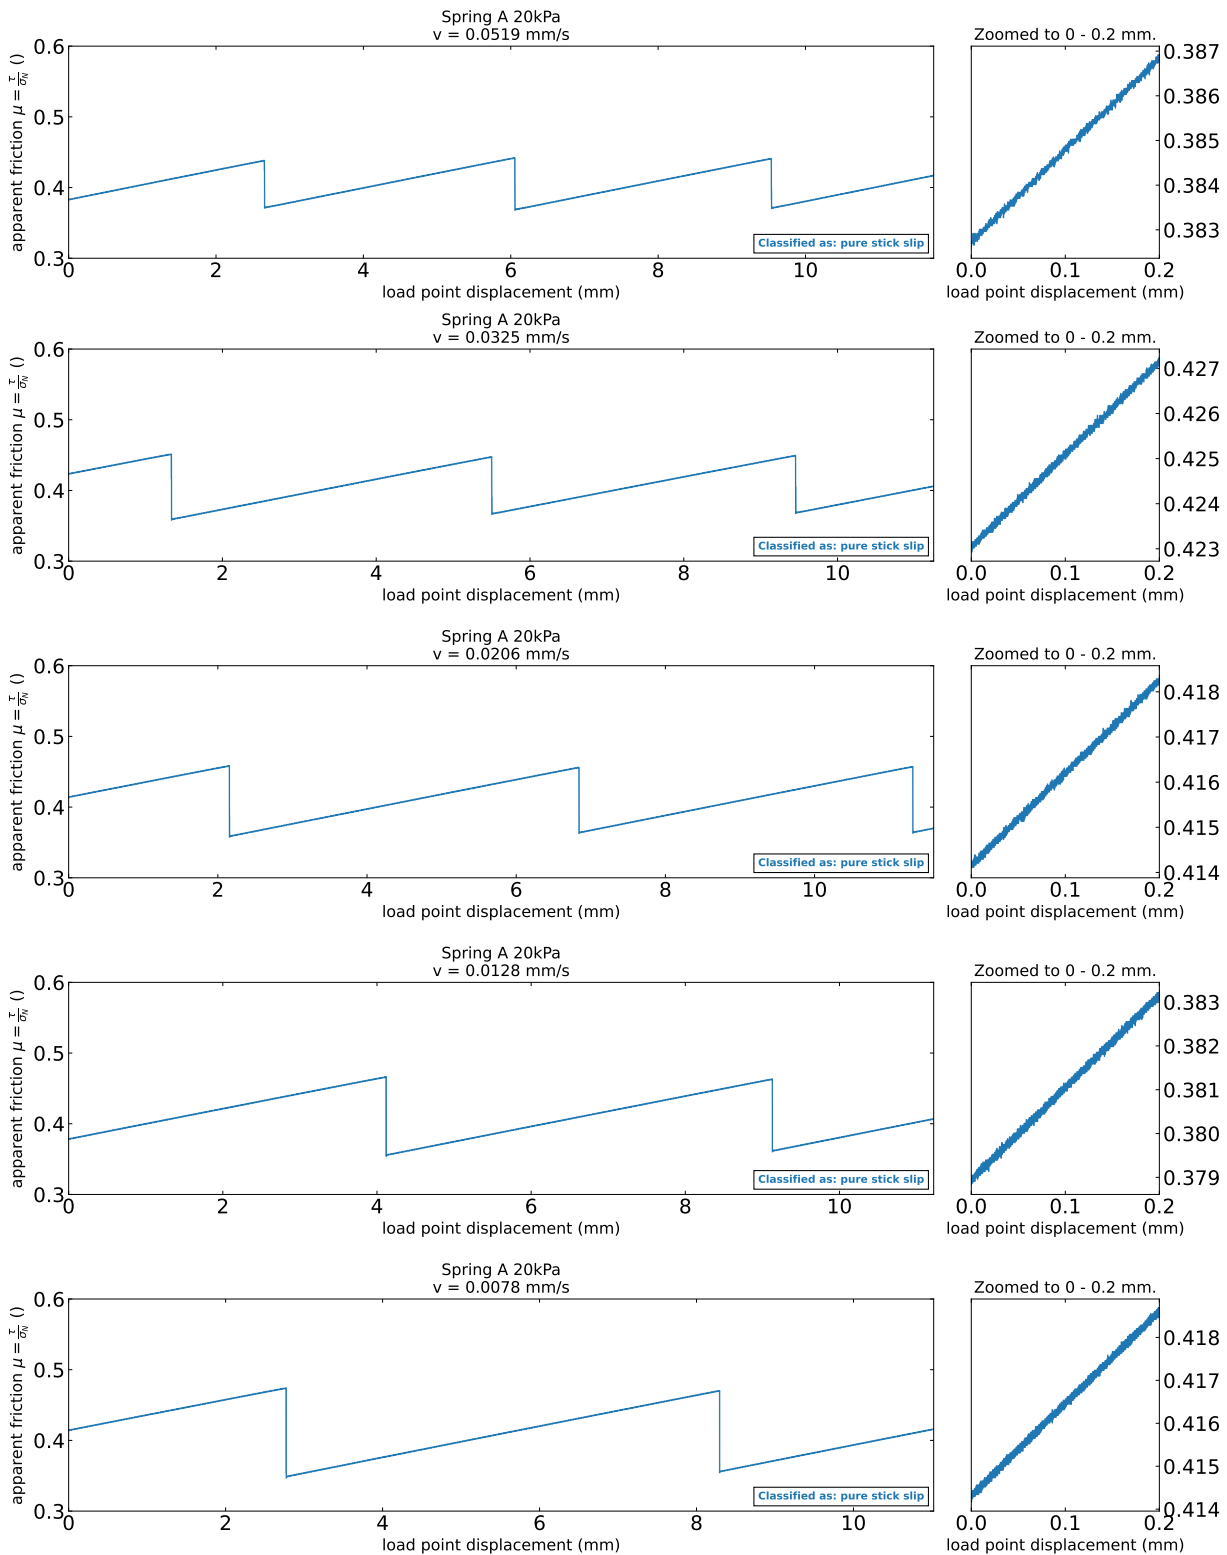 Spring A 20kPa
v = 0.0519 mm/s
Zoomed to 0 - 0.2 mm.
apparent friction μ = τ/σ_N ()
0.6
0.5
0.4
0.3
0 2 4 6 8 10
load point displacement (mm)
Classified as: pure stick slip
0.387
0.386
0.385
0.384
0.383
0.0 0.1 0.2
load point displacement (mm)
Spring A 20kPa
v = 0.0325 mm/s
Zoomed to 0 - 0.2 mm.
apparent friction μ = τ/σ_N ()
0.6
0.5
0.4
0.3
0 2 4 6 8 10
load point displacement (mm)
Classified as: pure stick slip
0.427
0.426
0.425
0.424
0.423
0.0 0.1 0.2
load point displacement (mm)
Spring A 20kPa
v = 0.0206 mm/s
Zoomed to 0 - 0.2 mm.
apparent friction μ = τ/σ_N ()
0.6
0.5
0.4
0.3
0 2 4 6 8 10
load point displacement (mm)
Classified as: pure stick slip
0.418
0.417
0.416
0.415
0.414
0.0 0.1 0.2
load point displacement (mm)
Spring A 20kPa
v = 0.0128 mm/s
Zoomed to 0 - 0.2 mm.
apparent friction μ = τ/σ_N ()
0.6
0.5
0.4
0.3
0 2 4 6 8 10
load point displacement (mm)
Classified as: pure stick slip
0.383
0.382
0.381
0.380
0.379
0.0 0.1 0.2
load point displacement (mm)
Spring A 20kPa
v = 0.0078 mm/s
Zoomed to 0 - 0.2 mm.
apparent friction μ = τ/σ_N ()
0.6
0.5
0.4
0.3
0 2 4 6 8 10
load point displacement (mm)
Classified as: pure stick slip
0.418
0.417
0.416
0.415
0.414
0.0 0.1 0.2
load point displacement (mm)